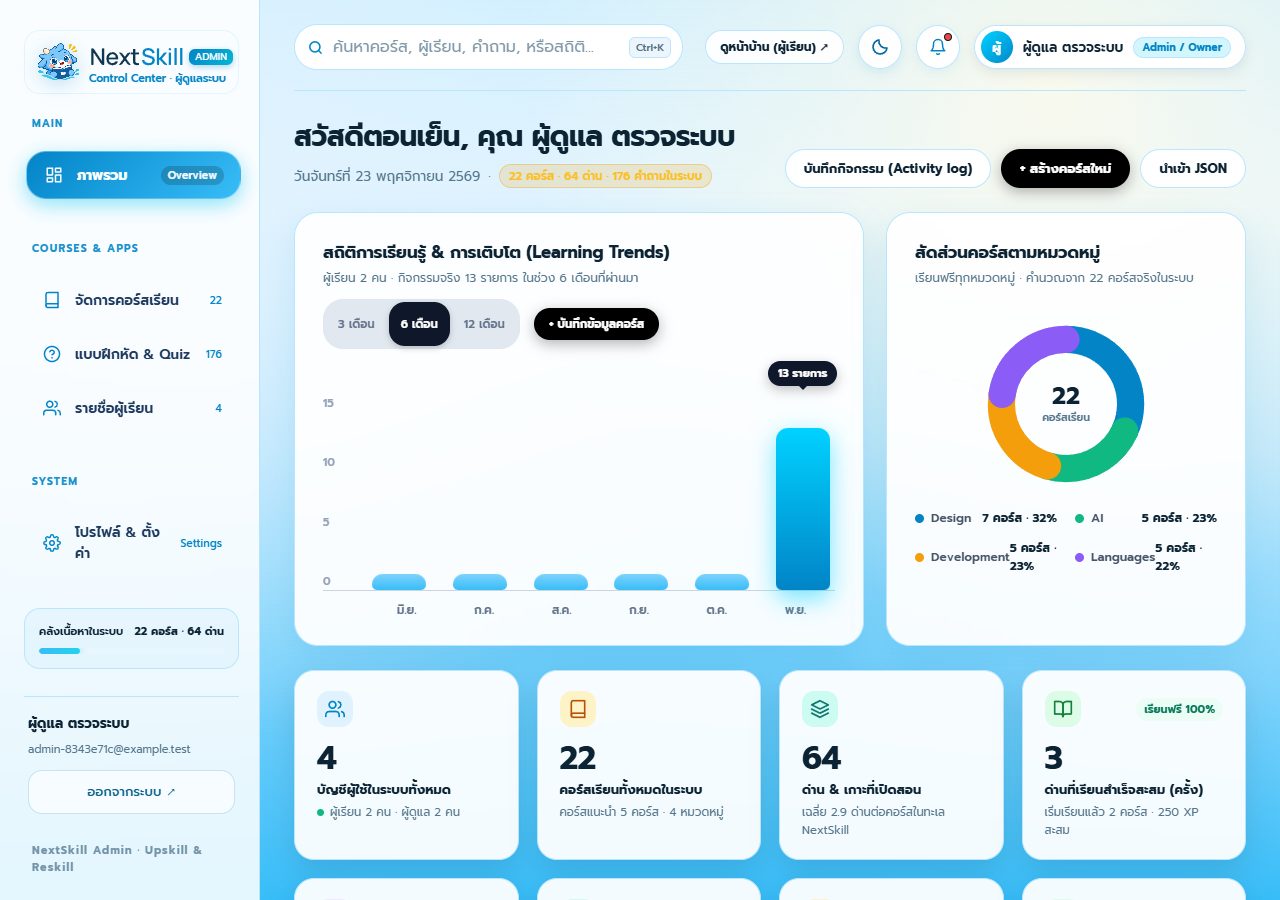 NextSkill ADMIN
Control Center · ผู้ดูแลระบบ
MAIN
ภาพรวม Overview
COURSES & APPS
จัดการคอร์สเรียน 22
แบบฝึกหัด & Quiz 176
รายชื่อผู้เรียน 4
SYSTEM
โปรไฟล์ & ตั้ง
ค่า
Settings
คลังเนื้อหาในระบบ 22 คอร์ส · 64 ด่าน
ผู้ดูแล ตรวจระบบ
admin-8343e71c@example.test
ออกจากระบบ ↗
NextSkill Admin · Upskill &
Reskill
ค้นหาคอร์ส, ผู้เรียน, คำถาม, หรือสถิติ... Ctrl+K
ดูหน้าบ้าน (ผู้เรียน) ↗
ผู้ ผู้ดูแล ตรวจระบบ Admin / Owner
สวัสดีตอนเย็น, คุณ ผู้ดูแล ตรวจระบบ
วันจันทร์ที่ 23 พฤศจิกายน 2569 · 22 คอร์ส · 64 ด่าน · 176 คำถามในระบบ
บันทึกกิจกรรม (Activity log) + สร้างคอร์สใหม่ นำเข้า JSON
สถิติการเรียนรู้ & การเติบโต (Learning Trends)
ผู้เรียน 2 คน · กิจกรรมจริง 13 รายการ ในช่วง 6 เดือนที่ผ่านมา
3 เดือน 6 เดือน 12 เดือน + บันทึกข้อมูลคอร์ส
13 รายการ
15
10
5
0
มิ.ย. ก.ค. ส.ค. ก.ย. ต.ค. พ.ย.
สัดส่วนคอร์สตามหมวดหมู่
เรียนฟรีทุกหมวดหมู่ · คำนวณจาก 22 คอร์สจริงในระบบ
22
คอร์สเรียน
Design 7 คอร์ส · 32%
AI 5 คอร์ส · 23%
Development 5 คอร์ส ·
23%
Languages 5 คอร์ส ·
22%
4
บัญชีผู้ใช้ในระบบทั้งหมด
ผู้เรียน 2 คน · ผู้ดูแล 2 คน
22
คอร์สเรียนทั้งหมดในระบบ
คอร์สแนะนำ 5 คอร์ส · 4 หมวดหมู่
64
ด่าน & เกาะที่เปิดสอน
เฉลี่ย 2.9 ด่านต่อคอร์สในทะเล
NextSkill
เรียนฟรี 100%
3
ด่านที่เรียนสำเร็จสะสม (ครั้ง)
เริ่มเรียนแล้ว 2 คอร์ส · 250 XP
สะสม